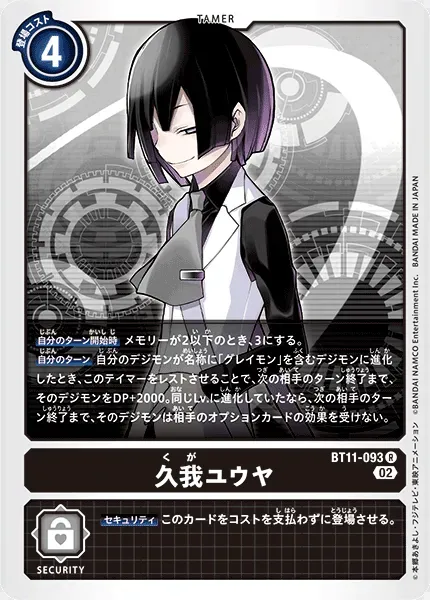 TAMER
登場コスト
4
自分のターン開始時 メモリーが2以下のとき、3にする。
自分のターン 自分のデジモンが名称に「グレイモン」を含むデジモンに進化
したとき、このテイマーをレストさせることで、次の相手のターン終了まで、
そのデジモンをDP+2000。同じLv.に進化していたなら、次の相手のター
ン終了まで、そのデジモンは相手のオプションカードの効果を受けない。
BT11-093 R
02
くが
久我ユウヤ
セキュリティ このカードをコストを支払わずに登場させる。
SECURITY
©BANDAI NAMCO Entertainment Inc. BANDAI MADE IN JAPAN
©本郷あきよし・フジテレビ・東映アニメーション